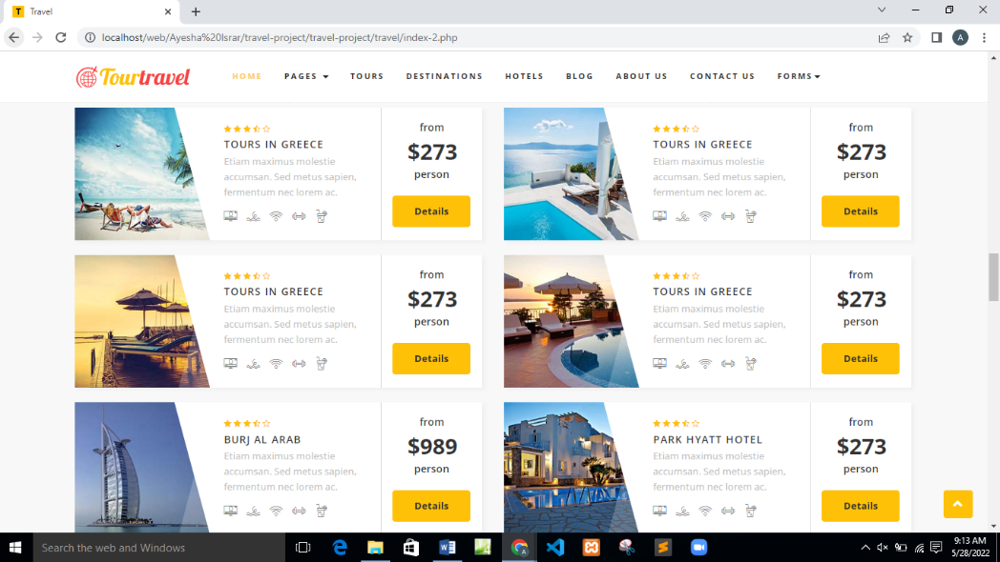 T Travel
localhost/web/Ayesha%20Israr/travel-project/travel-project/travel/index-2.php
A
Tourtravel
HOME PAGES TOURS DESTINATIONS HOTELS BLOG ABOUT US CONTACT US FORMS
TOURS IN GREECE
Etiam maximus molestie
accumsan. Sed metus sapien,
fermentum nec lorem ac.
from
$273
person
Details
TOURS IN GREECE
Etiam maximus molestie
accumsan. Sed metus sapien,
fermentum nec lorem ac.
from
$273
person
Details
TOURS IN GREECE
Etiam maximus molestie
accumsan. Sed metus sapien,
fermentum nec lorem ac.
from
$273
person
Details
TOURS IN GREECE
Etiam maximus molestie
accumsan. Sed metus sapien,
fermentum nec lorem ac.
from
$273
person
Details
BURJ AL ARAB
Etiam maximus molestie
accumsan. Sed metus sapien,
fermentum nec lorem ac.
from
$989
person
Details
PARK HYATT HOTEL
Etiam maximus molestie
accumsan. Sed metus sapien,
fermentum nec lorem ac.
from
$273
person
Details
Search the web and Windows
9:13 AM
5/28/2022